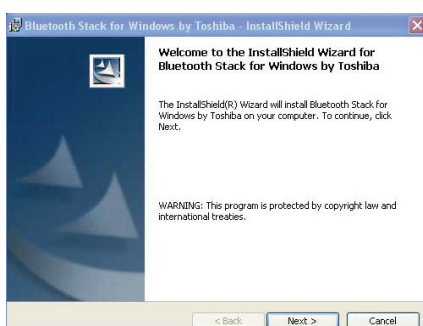 Bluetooth Stack for Windows by Toshiba - InstallShield Wizard
Welcome to the InstallShield Wizard for
Bluetooth Stack for Windows by Toshiba
The InstallShield(R) Wizard will install Bluetooth Stack for
Windows by Toshiba on your computer. To continue, click
Next.
WARNING: This program is protected by copyright law and
international treaties.
< Back Next > Cancel